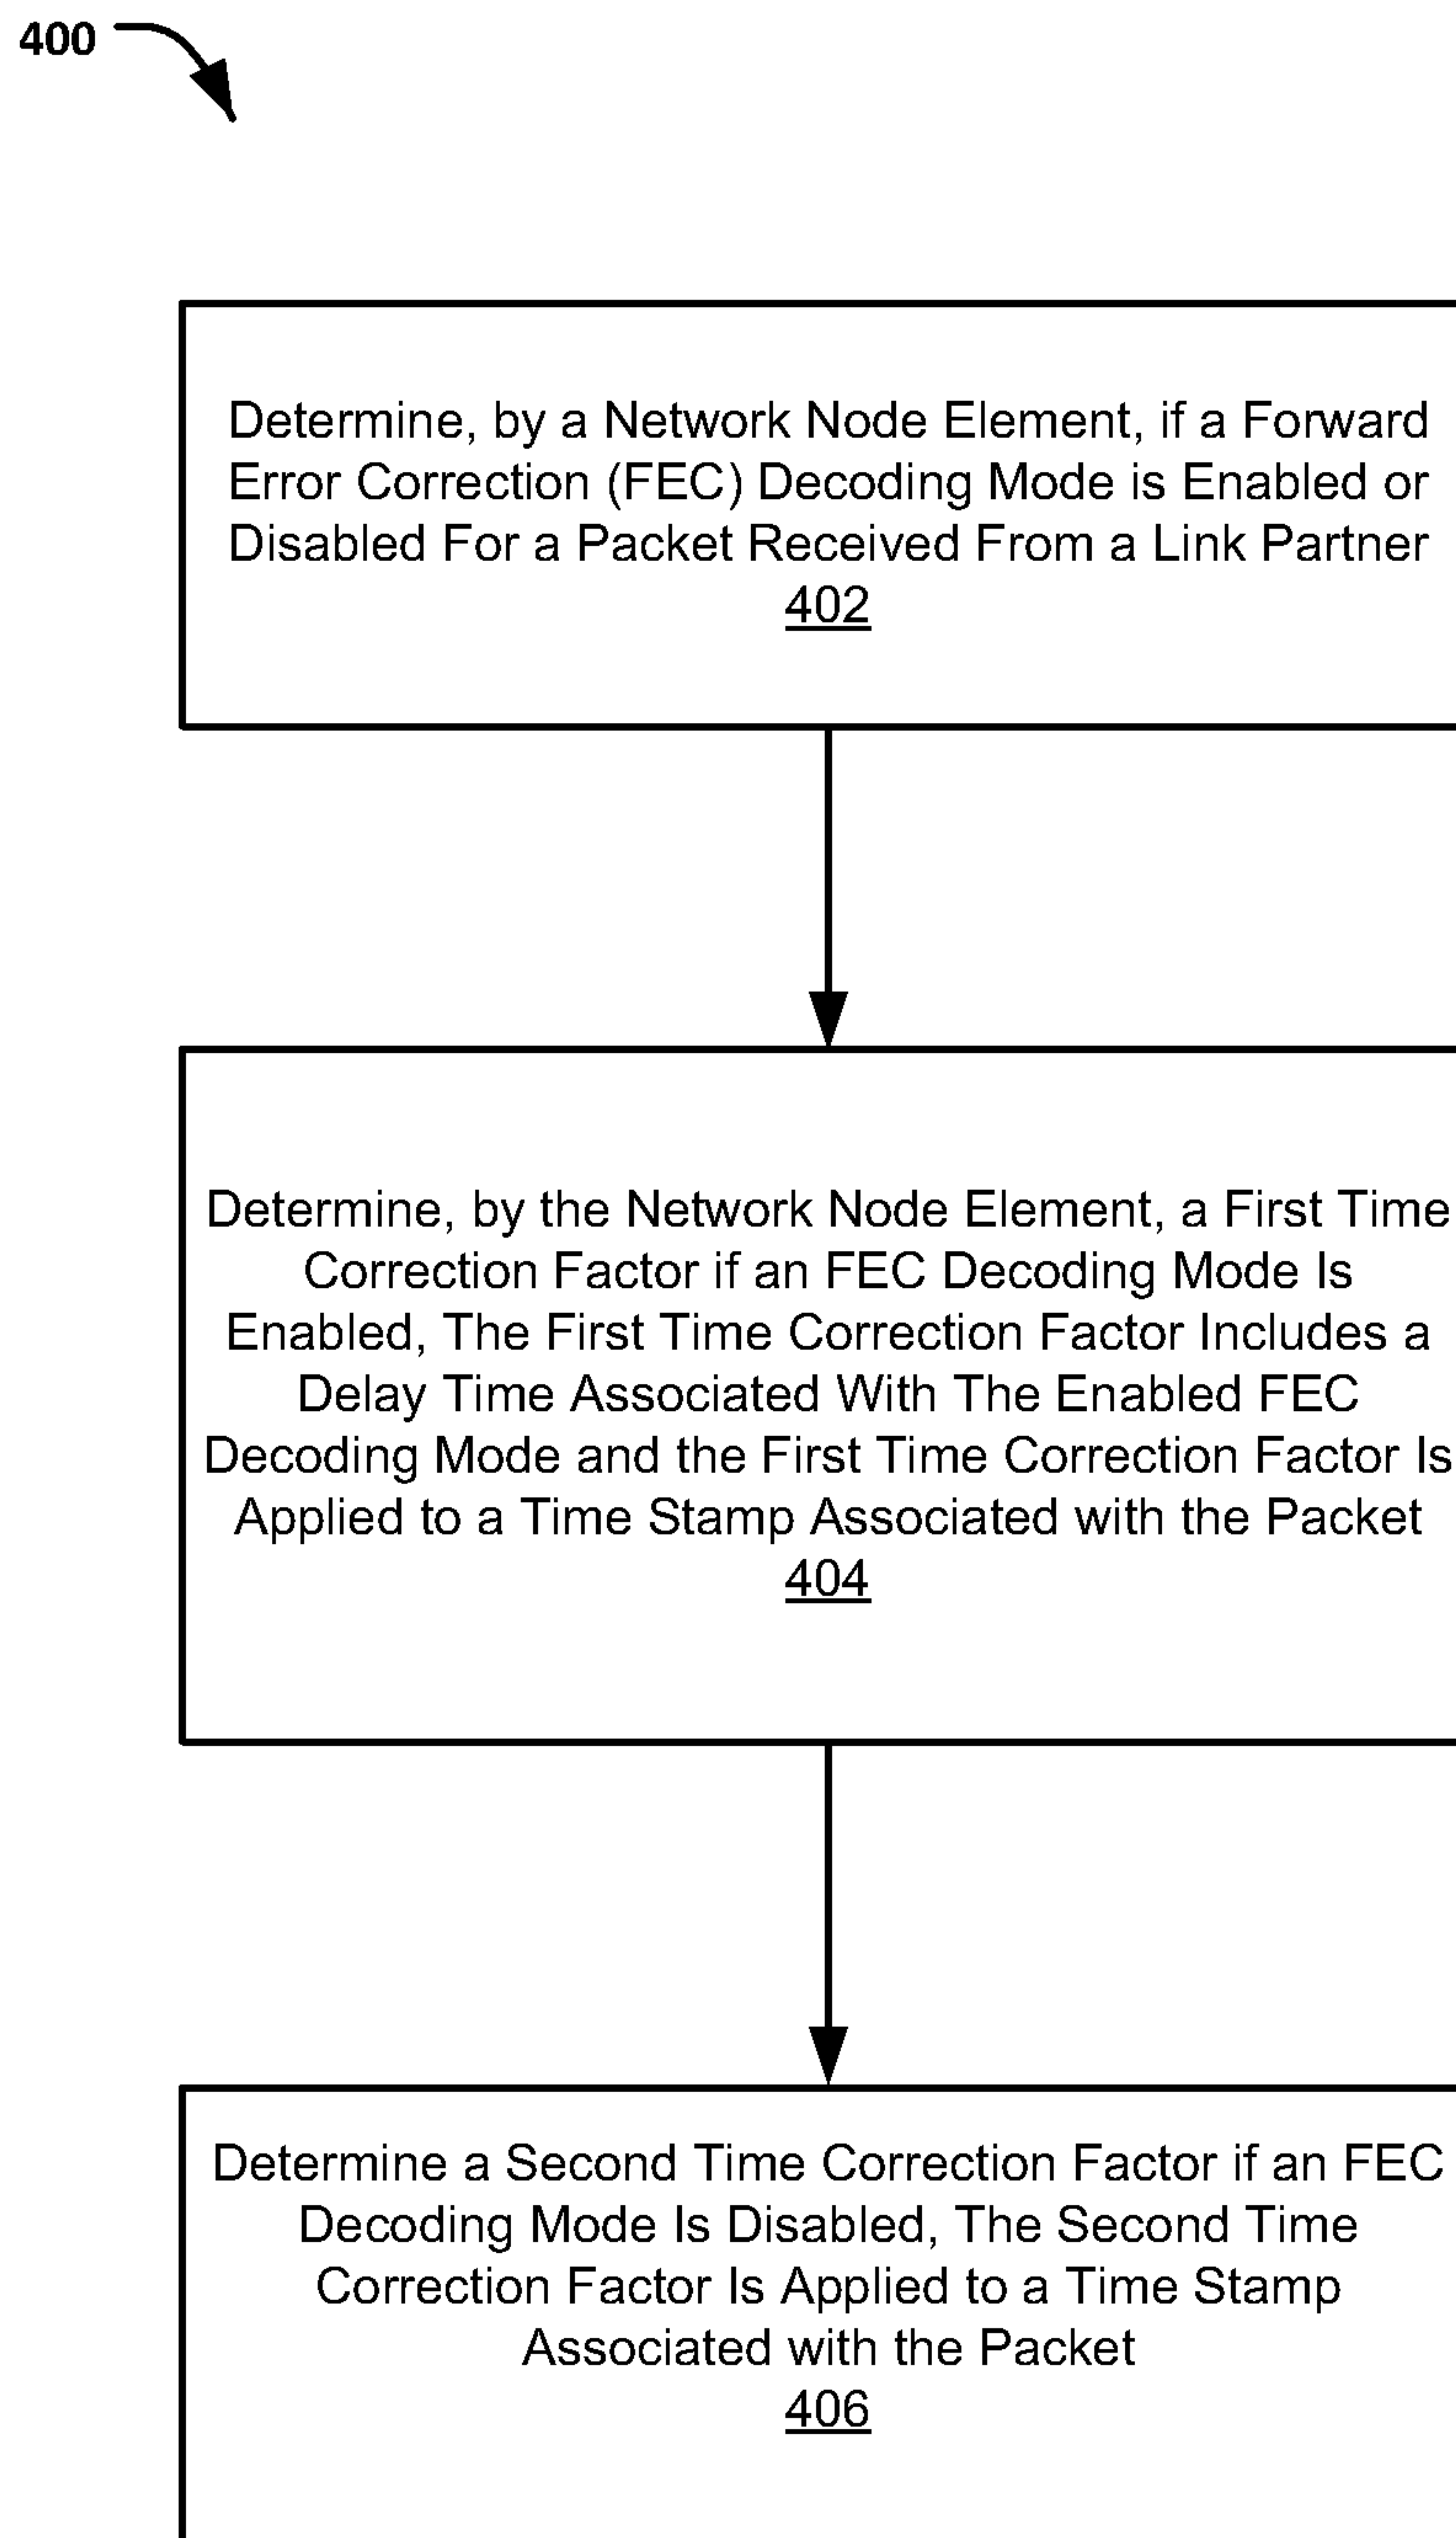 400
Determine, by a Network Node Element, if a Forward
Error Correction (FEC) Decoding Mode is Enabled or
Disabled For a Packet Received From a Link Partner
402
Determine, by the Network Node Element, a First Time
Correction Factor if an FEC Decoding Mode Is
Enabled, The First Time Correction Factor Includes a
Delay Time Associated With The Enabled FEC
Decoding Mode and the First Time Correction Factor Is
Applied to a Time Stamp Associated with the Packet
404
Determine a Second Time Correction Factor if an FEC
Decoding Mode Is Disabled, The Second Time
Correction Factor Is Applied to a Time Stamp
Associated with the Packet
406